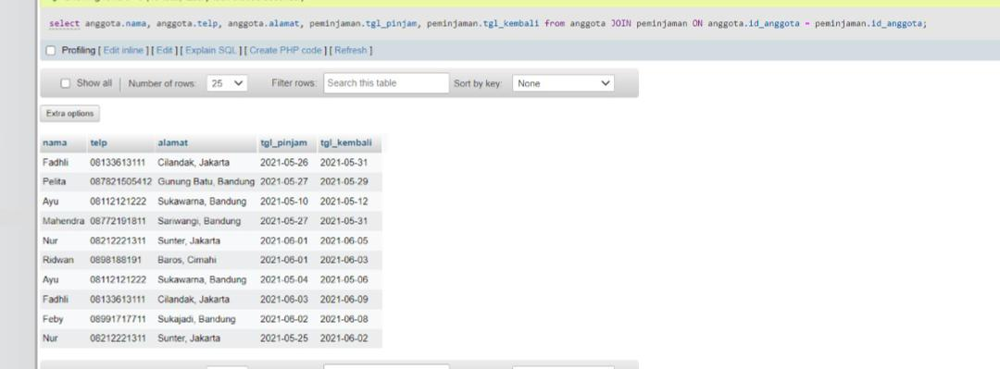 select anggota.nama, anggota.telp, anggota.alamat, peminjaman.tgl_pinjam, peminjaman.tgl_kembali from anggota JOIN peminjaman ON anggota.id_anggota = peminjaman.id_anggota;
Profiling [ Edit inline ] [ Edit ] [ Explain SQL ] [ Create PHP code ] [ Refresh ]
Show all Number of rows: 25 Filter rows: Search this table Sort by key: None
Extra options
nama telp alamat tgl_pinjam tgl_kembali
Fadhli 08133613111 Cilandak, Jakarta 2021-05-26 2021-05-31
Pelita 087821505412 Gunung Batu, Bandung 2021-05-27 2021-05-29
Ayu 08112121222 Sukawarna, Bandung 2021-05-10 2021-05-12
Mahendra 08772191811 Sariwangi, Bandung 2021-05-27 2021-05-31
Nur 08212221311 Sunter, Jakarta 2021-06-01 2021-06-05
Ridwan 0898188191 Baros, Cimahi 2021-06-01 2021-06-03
Ayu 08112121222 Sukawarna, Bandung 2021-05-04 2021-05-06
Fadhli 08133613111 Cilandak, Jakarta 2021-06-03 2021-06-09
Feby 08991717711 Sukajadi, Bandung 2021-06-02 2021-06-08
Nur 08212221311 Sunter, Jakarta 2021-05-25 2021-06-02